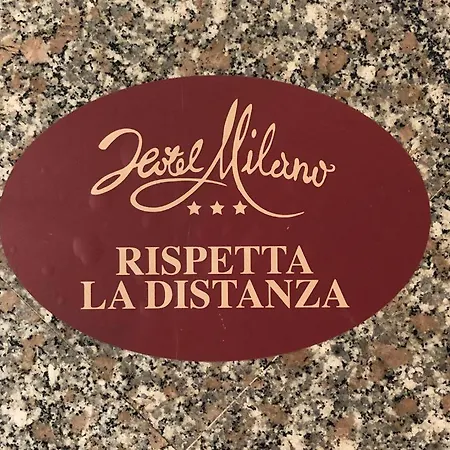 Hotel Milano
★★★
RISPETTA
LA DISTANZA